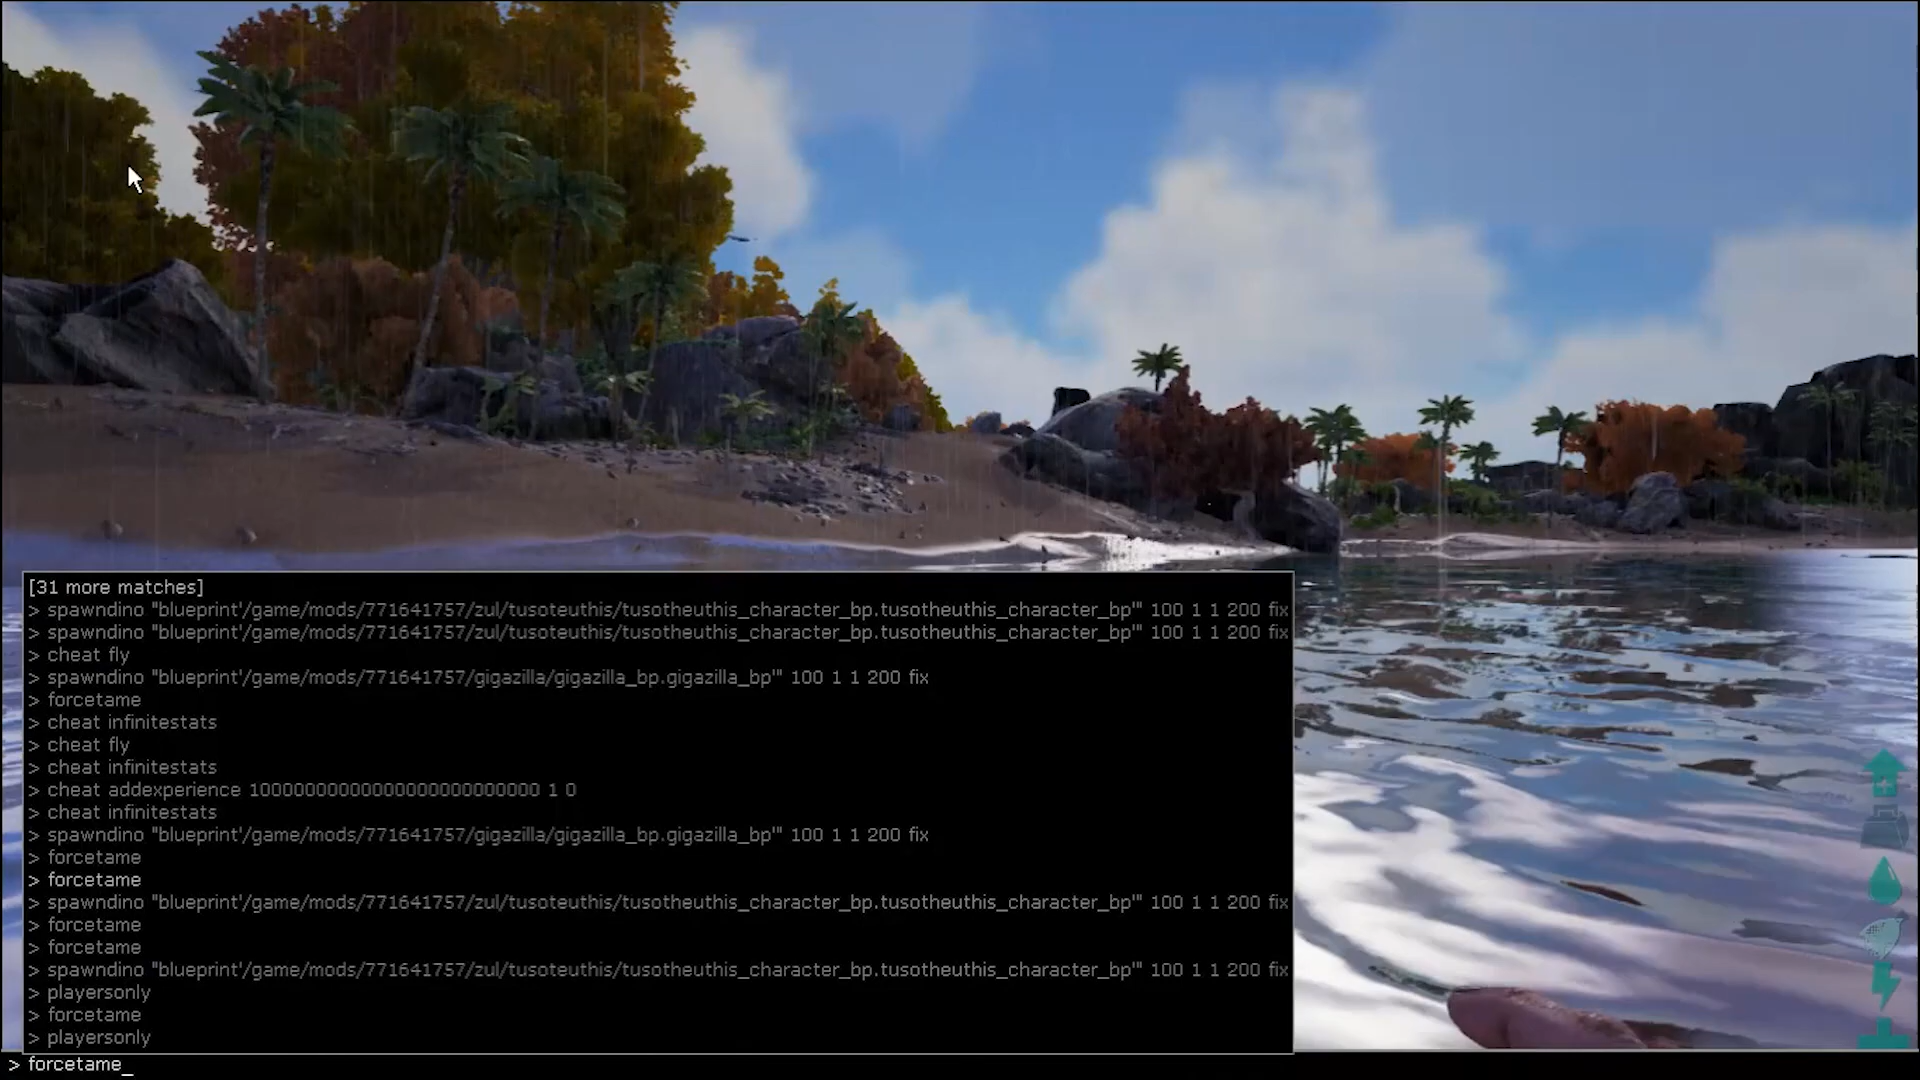 [31 more matches]
> spawndino "blueprint'/game/mods/771641757/zul/tusoteuthis/tusotheuthis_character_bp.tusotheuthis_character_bp'" 100 1 1 200 fix
> spawndino "blueprint'/game/mods/771641757/zul/tusoteuthis/tusotheuthis_character_bp.tusotheuthis_character_bp'" 100 1 1 200 fix
> cheat fly
> spawndino "blueprint'/game/mods/771641757/gigazilla/gigazilla_bp.gigazilla_bp'" 100 1 1 200 fix
> forcetame
> cheat infinitestats
> cheat fly
> cheat infinitestats
> cheat addexperience 10000000000000000000000000 1 0
> cheat infinitestats
> spawndino "blueprint'/game/mods/771641757/gigazilla/gigazilla_bp.gigazilla_bp'" 100 1 1 200 fix
> forcetame
> forcetame
> spawndino "blueprint'/game/mods/771641757/zul/tusoteuthis/tusotheuthis_character_bp.tusotheuthis_character_bp'" 100 1 1 200 fix
> forcetame
> forcetame
> spawndino "blueprint'/game/mods/771641757/zul/tusoteuthis/tusotheuthis_character_bp.tusotheuthis_character_bp'" 100 1 1 200 fix
> playersonly
> forcetame
> playersonly
> forcetame_